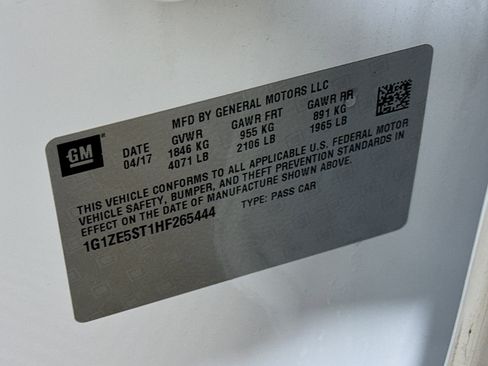 GM
MFD BY GENERAL MOTORS LLC
DATE GVWR GAWR FRT GAWR RR
04/17 1846 KG 955 KG 891 KG
4071 LB 2106 LB 1965 LB
THIS VEHICLE CONFORMS TO ALL APPLICABLE U.S. FEDERAL MOTOR
VEHICLE SAFETY, BUMPER, AND THEFT PREVENTION STANDARDS IN
EFFECT ON THE DATE OF MANUFACTURE SHOWN ABOVE.
1G1ZE5ST1HF265444 TYPE: PASS CAR